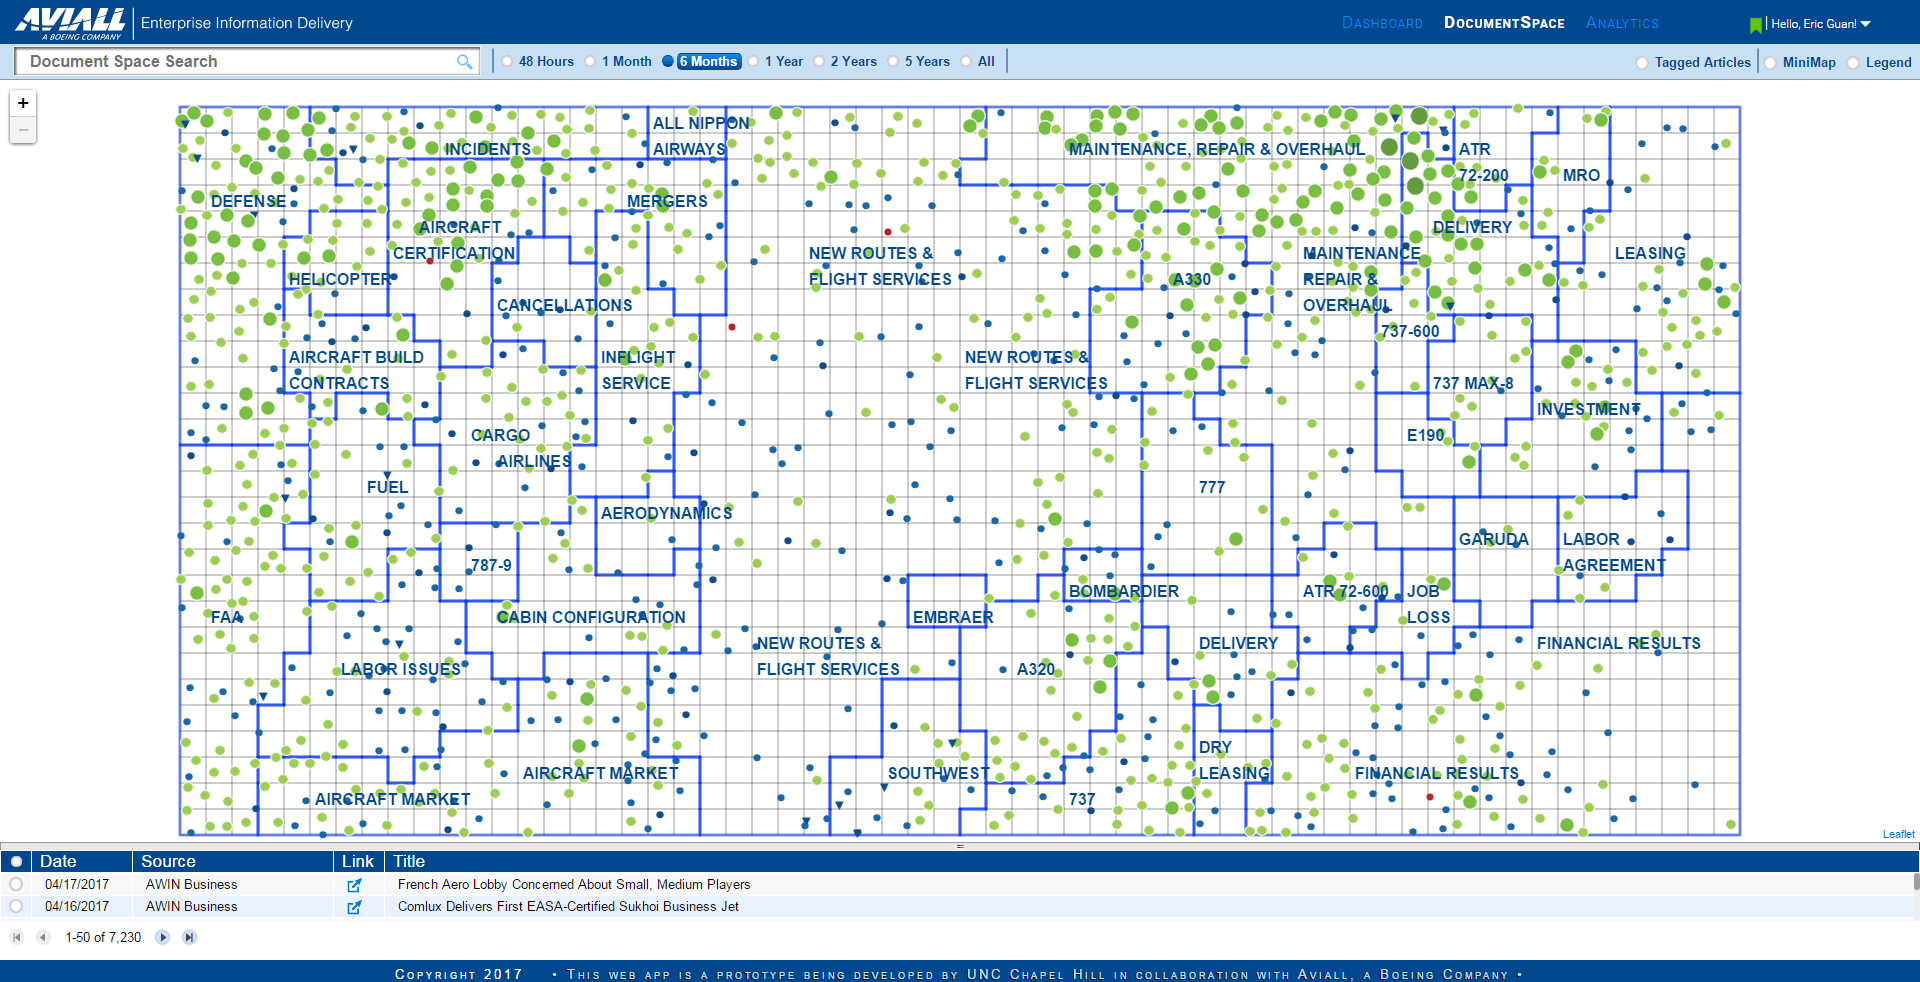 AVIALL
A BOEING COMPANY
Enterprise Information Delivery
DASHBOARD DOCUMENTSPACE ANALYTICS
Hello, Eric Guan!
Document Space Search
48 Hours 1 Month 6 Months 1 Year 2 Years 5 Years All
Tagged Articles MiniMap Legend
+
−
ALL NIPPON
AIRWAYS
INCIDENTS
MAINTENANCE, REPAIR & OVERHAUL
ATR
72-200
MRO
DEFENSE
MERGERS
AIRCRAFT
CERTIFICATION
DELIVERY
NEW ROUTES &
FLIGHT SERVICES
MAINTENANCE
REPAIR &
OVERHAUL
LEASING
HELICOPTER
A330
CANCELLATIONS
737-600
AIRCRAFT BUILD
CONTRACTS
INFLIGHT
SERVICE
NEW ROUTES &
FLIGHT SERVICES
737 MAX-8
INVESTMENT
CARGO
AIRLINES
E190
FUEL
777
AERODYNAMICS
GARUDA
LABOR
AGREEMENT
787-9
BOMBARDIER
ATR 72-600
JOB
LOSS
FAA
CABIN CONFIGURATION
EMBRAER
NEW ROUTES &
FLIGHT SERVICES
DELIVERY
FINANCIAL RESULTS
LABOR ISSUES
A320
DRY
LEASING
AIRCRAFT MARKET
SOUTHWEST
FINANCIAL RESULTS
AIRCRAFT MARKET
737
Leaflet
Date Source Link Title
04/17/2017 AWIN Business French Aero Lobby Concerned About Small, Medium Players
04/16/2017 AWIN Business Comlux Delivers First EASA-Certified Sukhoi Business Jet
1-50 of 7,230
COPYRIGHT 2017 • THIS WEB APP IS A PROTOTYPE BEING DEVELOPED BY UNC CHAPEL HILL IN COLLABORATION WITH AVIALL, A BOEING COMPANY •